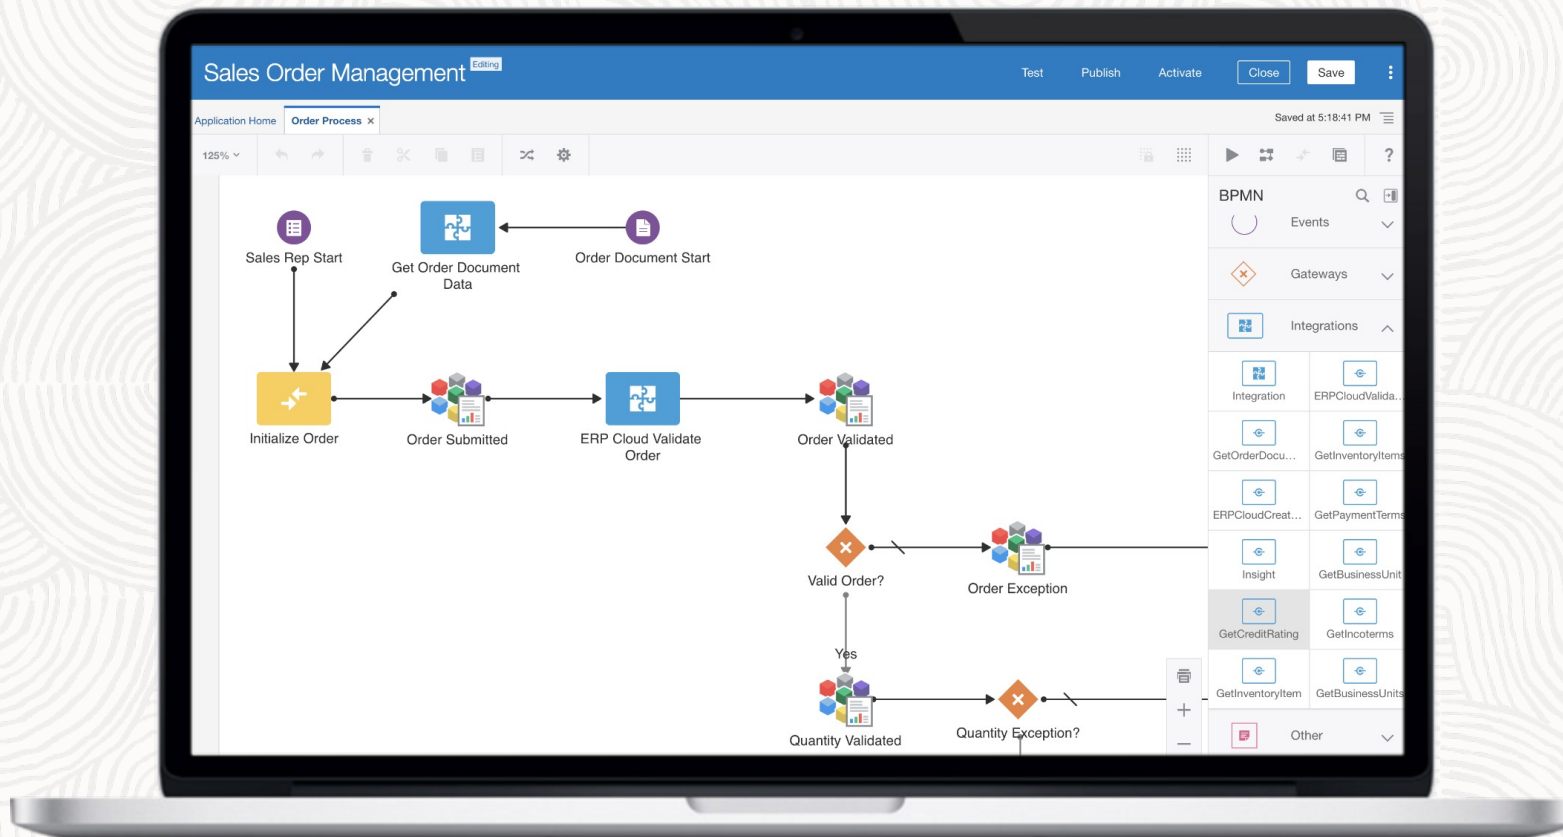 Sales Order Management Editing
Test Publish Activate Close Save
Application Home Order Process ×
Saved at 5:18:41 PM
125%
?
BPMN
Events
Gateways
Integrations
Integration
ERPCloudValida...
GetOrderDocu...
GetInventoryItems
ERPCloudCreat...
GetPaymentTerms
Insight
GetBusinessUnit
GetCreditRating
GetIncoterms
GetInventoryItem
GetBusinessUnits
Other
Sales Rep Start
Get Order Document
Data
Order Document Start
Initialize Order
Order Submitted
ERP Cloud Validate
Order
Order Validated
Valid Order?
Order Exception
Yes
Quantity Validated
Quantity Exception?